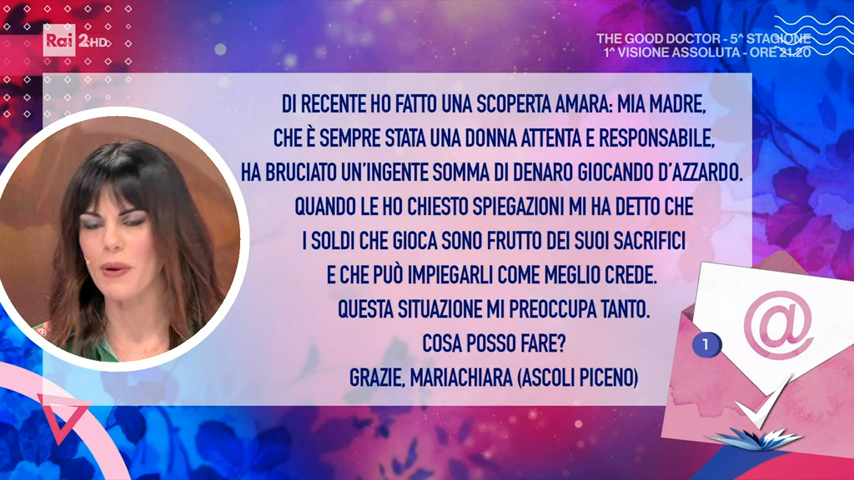 Rai 2HD
THE GOOD DOCTOR - 5^ STAGIONE
1^ VISIONE ASSOLUTA - ORE 21.20
DI RECENTE HO FATTO UNA SCOPERTA AMARA: MIA MADRE,
CHE È SEMPRE STATA UNA DONNA ATTENTA E RESPONSABILE,
HA BRUCIATO UN'INGENTE SOMMA DI DENARO GIOCANDO D'AZZARDO.
QUANDO LE HO CHIESTO SPIEGAZIONI MI HA DETTO CHE
I SOLDI CHE GIOCA SONO FRUTTO DEI SUOI SACRIFICI
E CHE PUÒ IMPIEGARLI COME MEGLIO CREDE.
QUESTA SITUAZIONE MI PREOCCUPA TANTO.
COSA POSSO FARE?
GRAZIE, MARIACHIARA (ASCOLI PICENO)
1
@